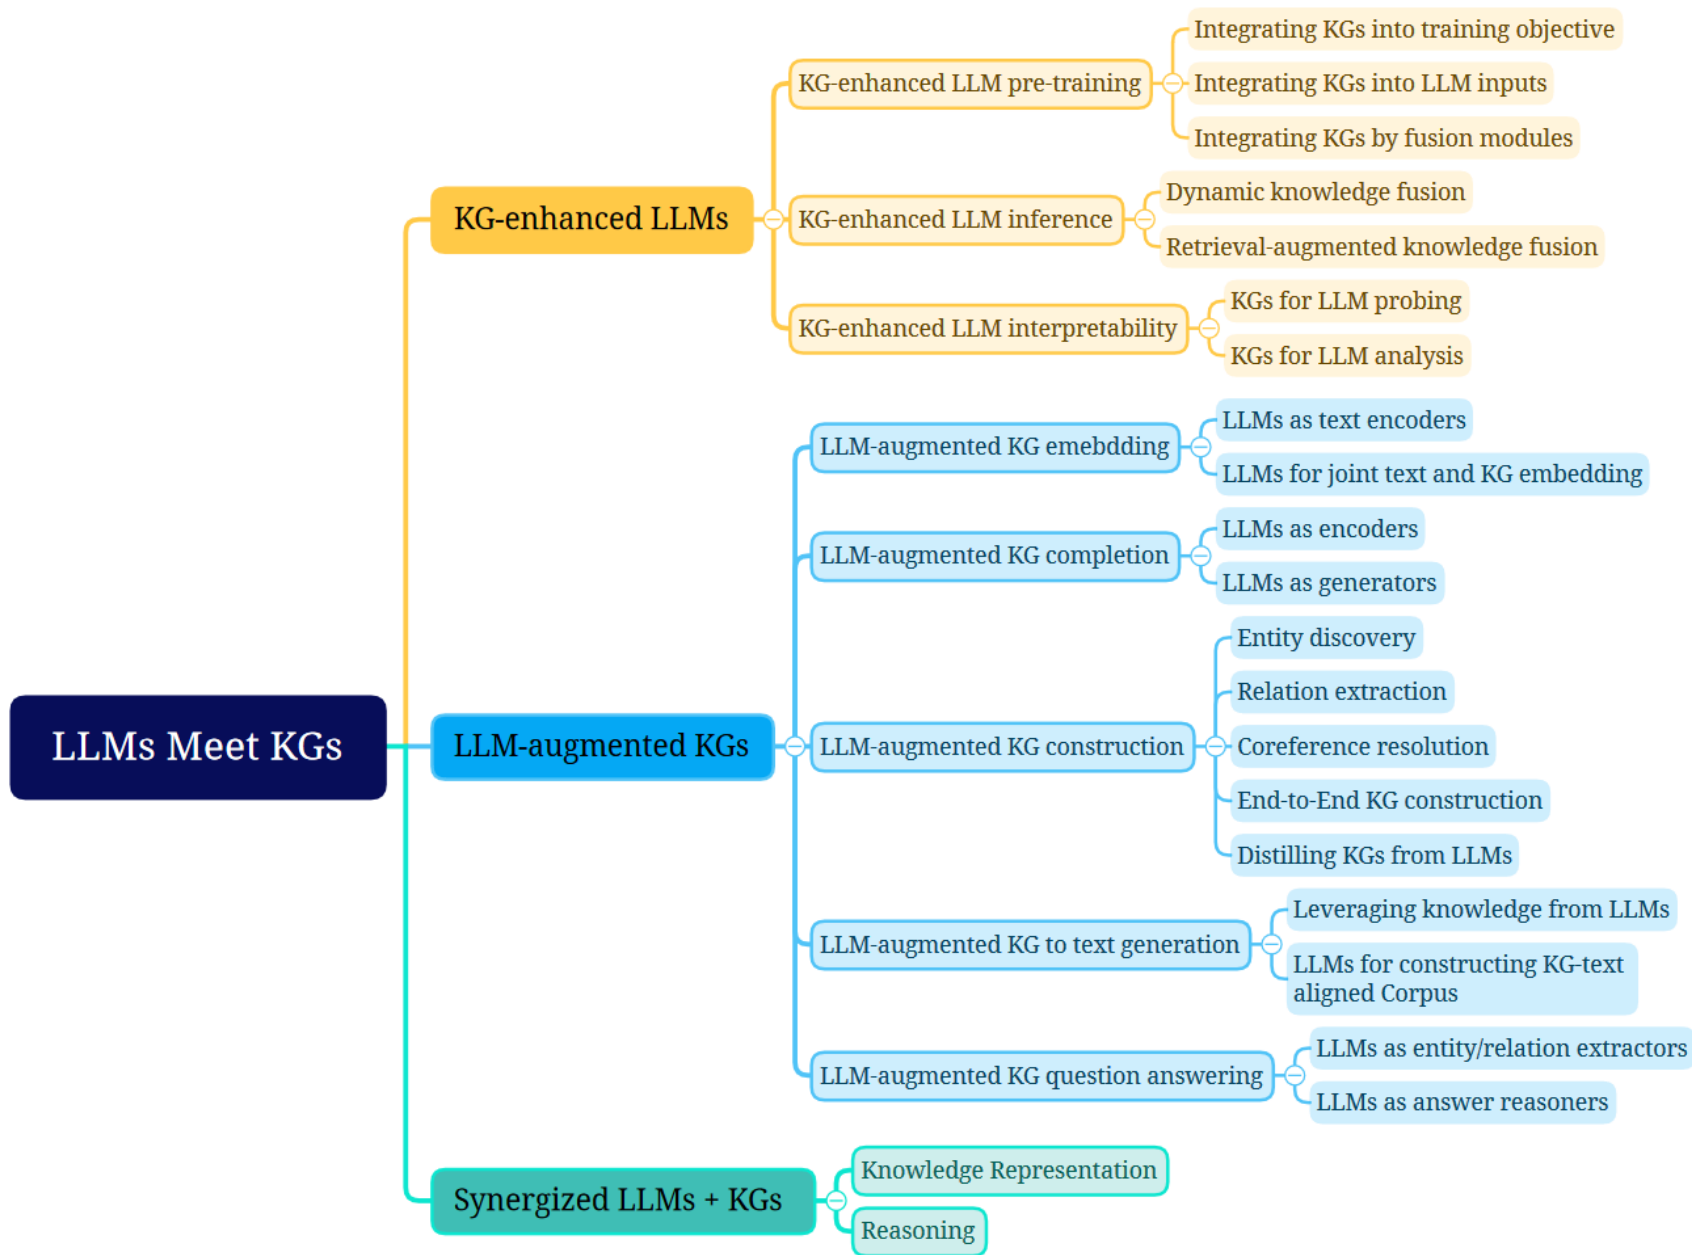 LLMs Meet KGs
KG-enhanced LLMs
KG-enhanced LLM pre-training
Integrating KGs into training objective
Integrating KGs into LLM inputs
Integrating KGs by fusion modules
KG-enhanced LLM inference
Dynamic knowledge fusion
Retrieval-augmented knowledge fusion
KG-enhanced LLM interpretability
KGs for LLM probing
KGs for LLM analysis
LLM-augmented KGs
LLM-augmented KG emebdding
LLMs as text encoders
LLMs for joint text and KG embedding
LLM-augmented KG completion
LLMs as encoders
LLMs as generators
LLM-augmented KG construction
Entity discovery
Relation extraction
Coreference resolution
End-to-End KG construction
Distilling KGs from LLMs
LLM-augmented KG to text generation
Leveraging knowledge from LLMs
LLMs for constructing KG-text
aligned Corpus
LLM-augmented KG question answering
LLMs as entity/relation extractors
LLMs as answer reasoners
Synergized LLMs + KGs
Knowledge Representation
Reasoning